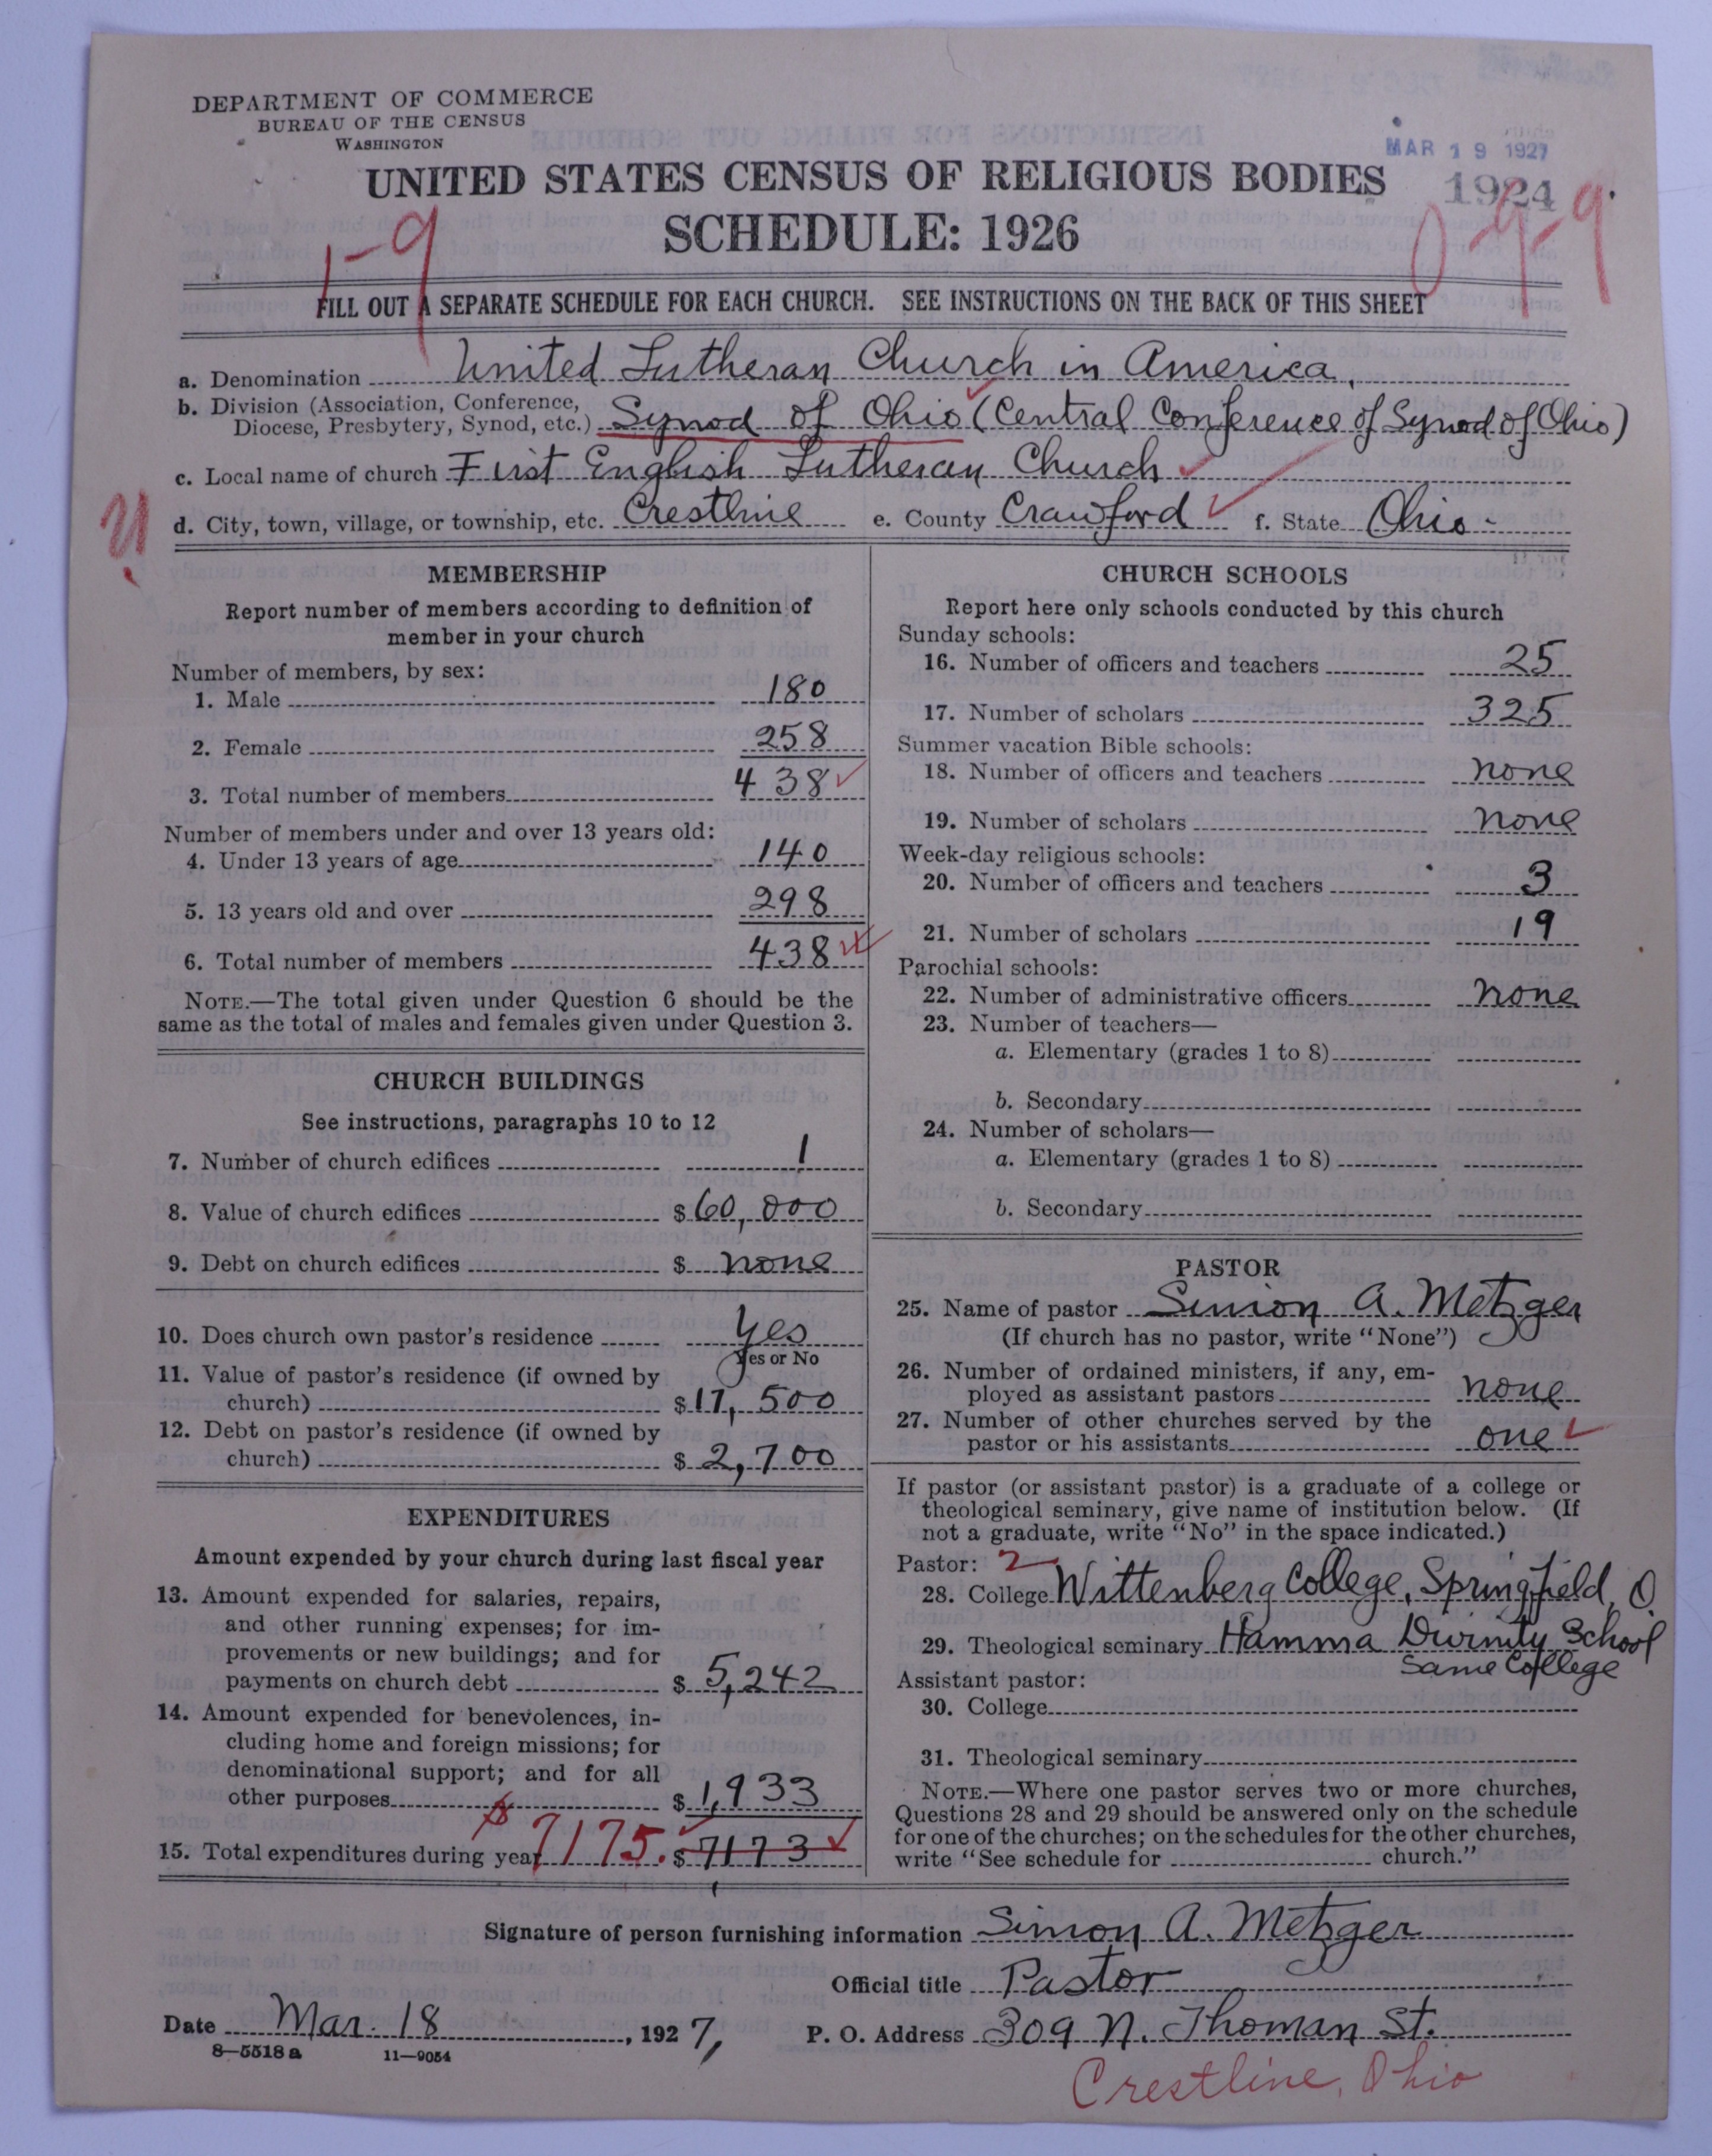 DEPARTMENT OF COMMERCE
BUREAU OF THE CENSUS
WASHINGTON
MAR 19 1927
UNITED STATES CENSUS OF RELIGIOUS BODIES
1924
SCHEDULE: 1926
1-9
0-9-9
FILL OUT A SEPARATE SCHEDULE FOR EACH CHURCH. SEE INSTRUCTIONS ON THE BACK OF THIS SHEET
a. Denomination United Lutheran Church in America,
b. Division (Association, Conference, Diocese, Presbytery, Synod, etc.) Synod of Ohio (Central Conference of Synod of Ohio)
c. Local name of church First English Lutheran Church
d. City, town, village, or township, etc. Crestline e. County Crawford f. State Ohio
MEMBERSHIP
Report number of members according to definition of
member in your church
Number of members, by sex:
1. Male 180
2. Female 258
3. Total number of members 438
Number of members under and over 13 years old:
4. Under 13 years of age 140
5. 13 years old and over 298
6. Total number of members 438
NOTE.—The total given under Question 6 should be the
same as the total of males and females given under Question 3.
CHURCH BUILDINGS
See instructions, paragraphs 10 to 12
7. Number of church edifices 1
8. Value of church edifices $60,000
9. Debt on church edifices $ none
10. Does church own pastor's residence Yes
Yes or No
11. Value of pastor's residence (if owned by
church) $11,500
12. Debt on pastor's residence (if owned by
church) $2,700
EXPENDITURES
Amount expended by your church during last fiscal year
13. Amount expended for salaries, repairs,
and other running expenses; for im-
provements or new buildings; and for
payments on church debt $5,242
14. Amount expended for benevolences, in-
cluding home and foreign missions; for
denominational support; and for all
other purposes $1,933
15. Total expenditures during year $7175. $7173
CHURCH SCHOOLS
Report here only schools conducted by this church
Sunday schools:
16. Number of officers and teachers 25
17. Number of scholars 325
Summer vacation Bible schools:
18. Number of officers and teachers none
19. Number of scholars none
Week-day religious schools:
20. Number of officers and teachers 3
21. Number of scholars 19
Parochial schools:
22. Number of administrative officers none
23. Number of teachers—
a. Elementary (grades 1 to 8)
b. Secondary
24. Number of scholars—
a. Elementary (grades 1 to 8)
b. Secondary
PASTOR
25. Name of pastor Simon A. Metzger
(If church has no pastor, write "None")
26. Number of ordained ministers, if any, em-
ployed as assistant pastors none
27. Number of other churches served by the
pastor or his assistants one
If pastor (or assistant pastor) is a graduate of a college or
theological seminary, give name of institution below. (If
not a graduate, write "No" in the space indicated.)
Pastor: 2
28. College Wittenberg College, Springfield, O.
29. Theological seminary Hamma Divinity School
same College
Assistant pastor:
30. College
31. Theological seminary
NOTE.—Where one pastor serves two or more churches,
Questions 28 and 29 should be answered only on the schedule
for one of the churches; on the schedules for the other churches,
write "See schedule for church."
Signature of person furnishing information Simon A. Metzger
Official title Pastor
Date Mar. 18, 1927, P. O. Address 309 N. Thoman St.
8—5518 a 11—9054
Crestline, Ohio